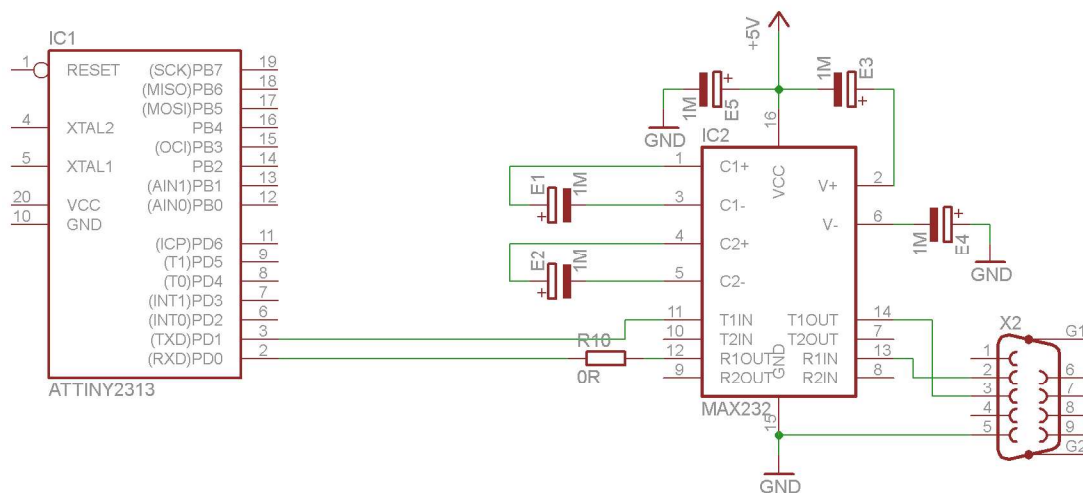 IC1
1 RESET (SCK)PB7 19
(MISO)PB6 18
(MOSI)PB5 17
4 XTAL2 PB4 16
(OCI)PB3 15
5 XTAL1 PB2 14
(AIN1)PB1 13
20 VCC (AIN0)PB0 12
10 GND
(ICP)PD6 11
(T1)PD5 9
(T0)PD4 8
(INT1)PD3 7
(INT0)PD2 6
(TXD)PD1 3
(RXD)PD0 2
ATTINY2313
+5V
1M + E5
GND
1M + E3
16
IC2
1 C1+ VCC
V+ 2
E1 + 1M
3 C1-
V- 6
1M + E4
GND
4 C2+
E2 + 1M
5 C2-
11 T1IN T1OUT 14
10 T2IN T2OUT 7
R10
0R
12 R1OUT R1IN 13
9 R2OUT R2IN 8
GND
MAX232
15
GND
X2
G1
1
2 6
3 7
4 8
5 9
G2